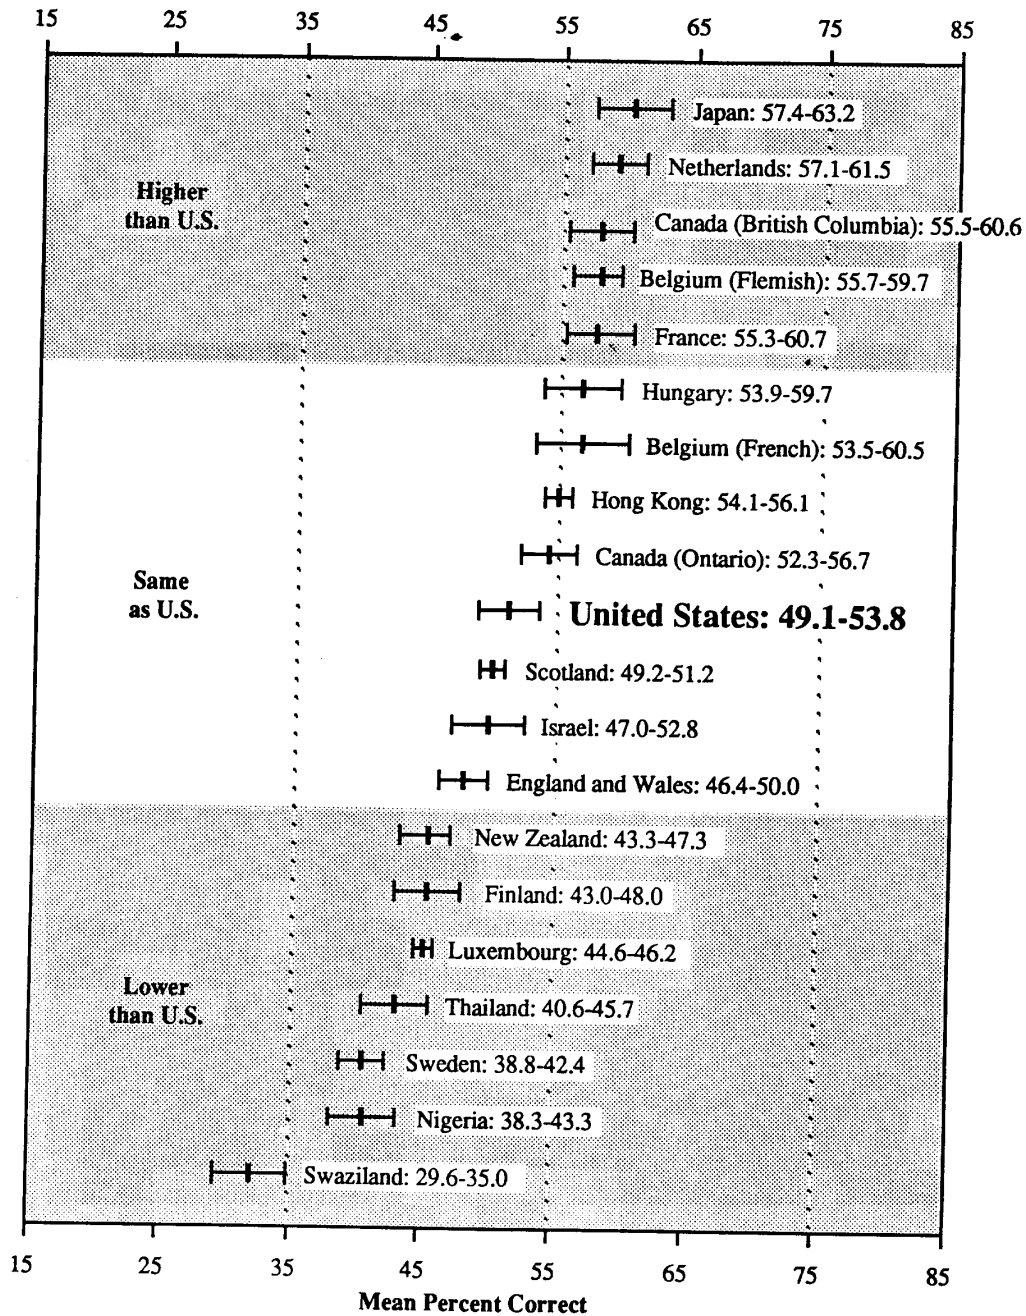 15 25 35 45 55 65 75 85
Japan: 57.4-63.2
Netherlands: 57.1-61.5
Higher
than U.S.
Canada (British Columbia): 55.5-60.6
Belgium (Flemish): 55.7-59.7
France: 55.3-60.7
Hungary: 53.9-59.7
Belgium (French): 53.5-60.5
Hong Kong: 54.1-56.1
Canada (Ontario): 52.3-56.7
Same
as U.S.
United States: 49.1-53.8
Scotland: 49.2-51.2
Israel: 47.0-52.8
England and Wales: 46.4-50.0
New Zealand: 43.3-47.3
Finland: 43.0-48.0
Luxembourg: 44.6-46.2
Lower
than U.S.
Thailand: 40.6-45.7
Sweden: 38.8-42.4
Nigeria: 38.3-43.3
Swaziland: 29.6-35.0
15 25 35 45 55 65 75 85
Mean Percent Correct